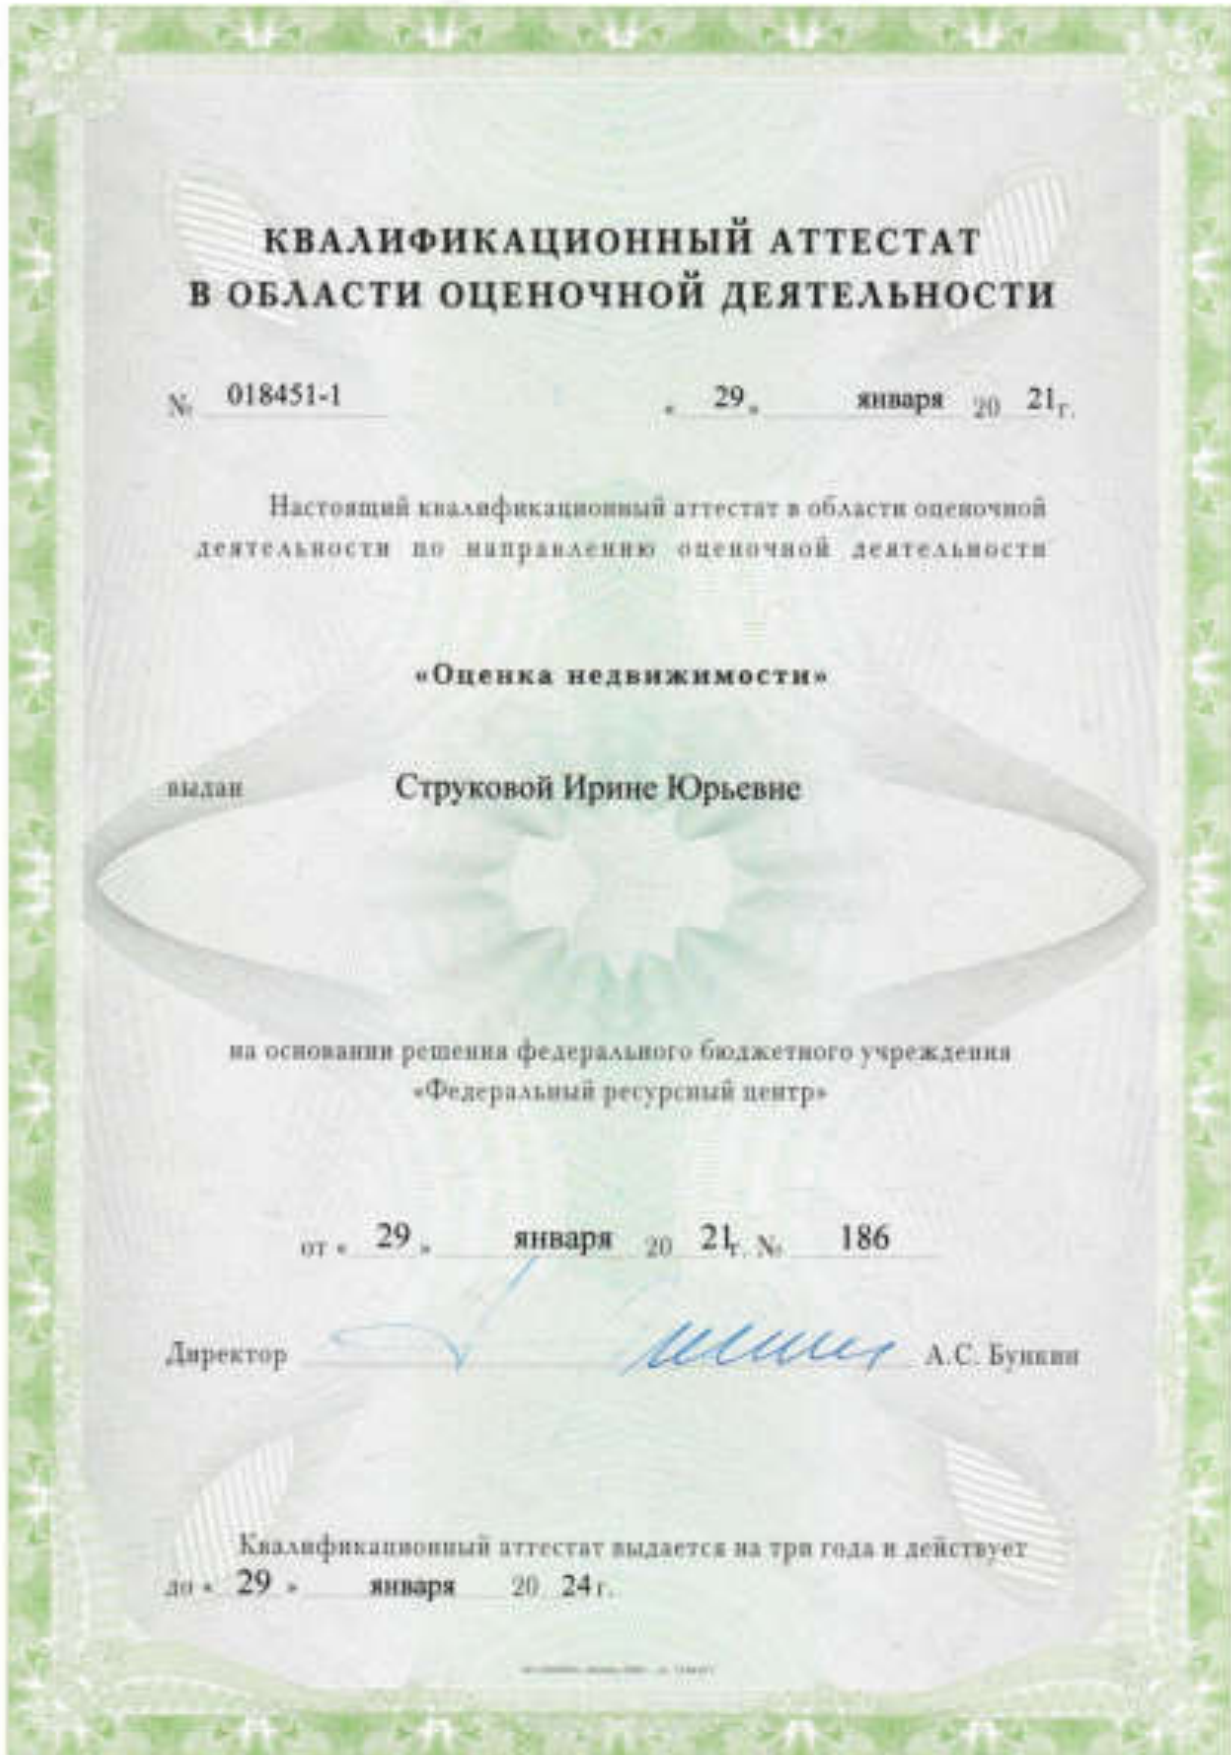 КВАЛИФИКАЦИОННЫЙ АТТЕСТАТ
В ОБЛАСТИ ОЦЕНОЧНОЙ ДЕЯТЕЛЬНОСТИ
№ 018451-1 « 29 » января 20 21 г.
Настоящий квалификационный аттестат в области оценочной
деятельности по направлению оценочной деятельности
«Оценка недвижимости»
выдан Струковой Ирине Юрьевне
на основании решения федерального бюджетного учреждения
«Федеральный ресурсный центр»
от « 29 » января 20 21 г. № 186
Директор А.С. Бункин
Квалификационный аттестат выдается на три года и действует
до « 29 » января 20 24 г.